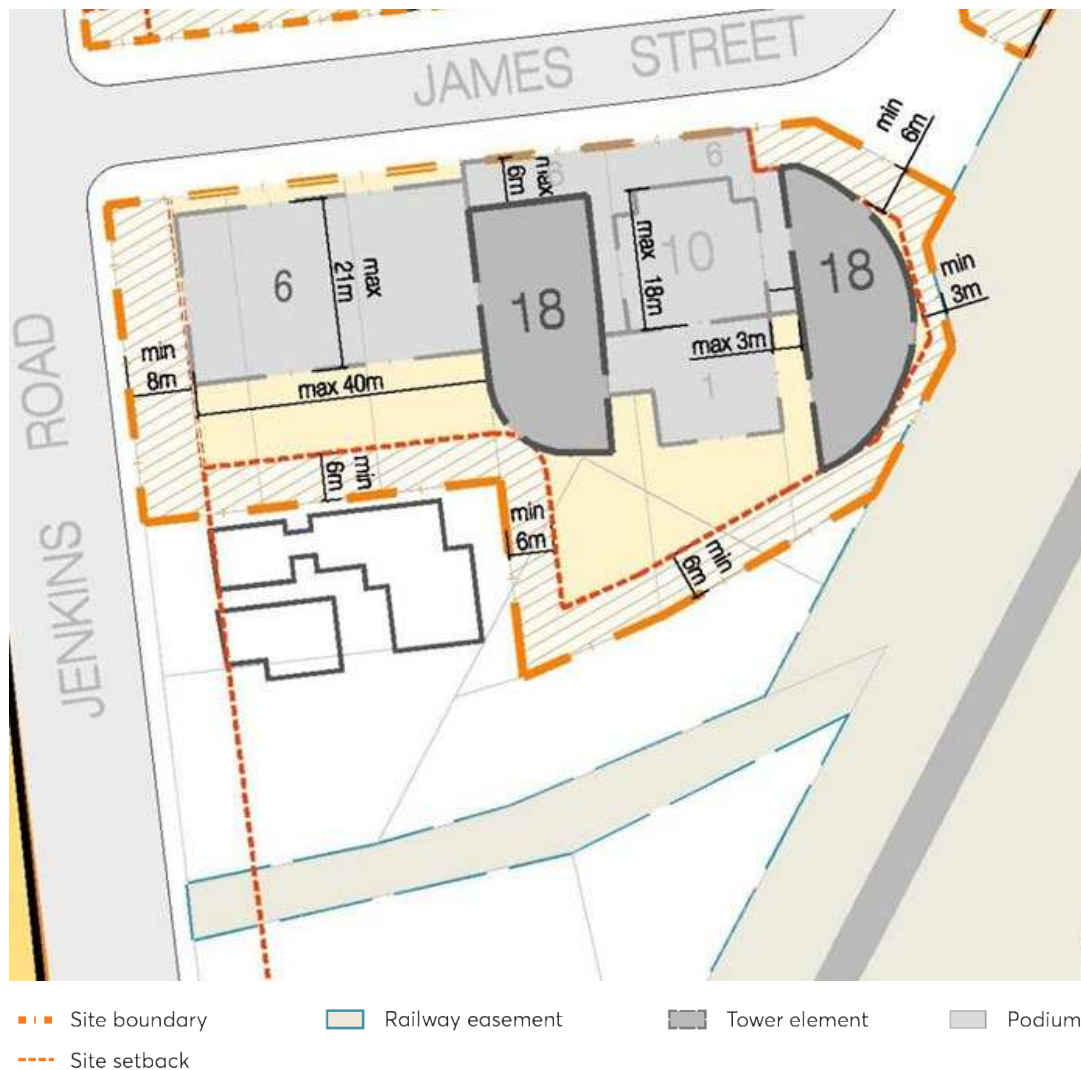 JAMES STREET
min
6m
max
6m
6
6
10
18
18
6
max
21m
max 18m
min
3m
max 3m
min
8m
max 40m
1
min
6m
min
6m
min
6m
JENKINS ROAD
Site boundary
Railway easement
Tower element
Podium
Site setback